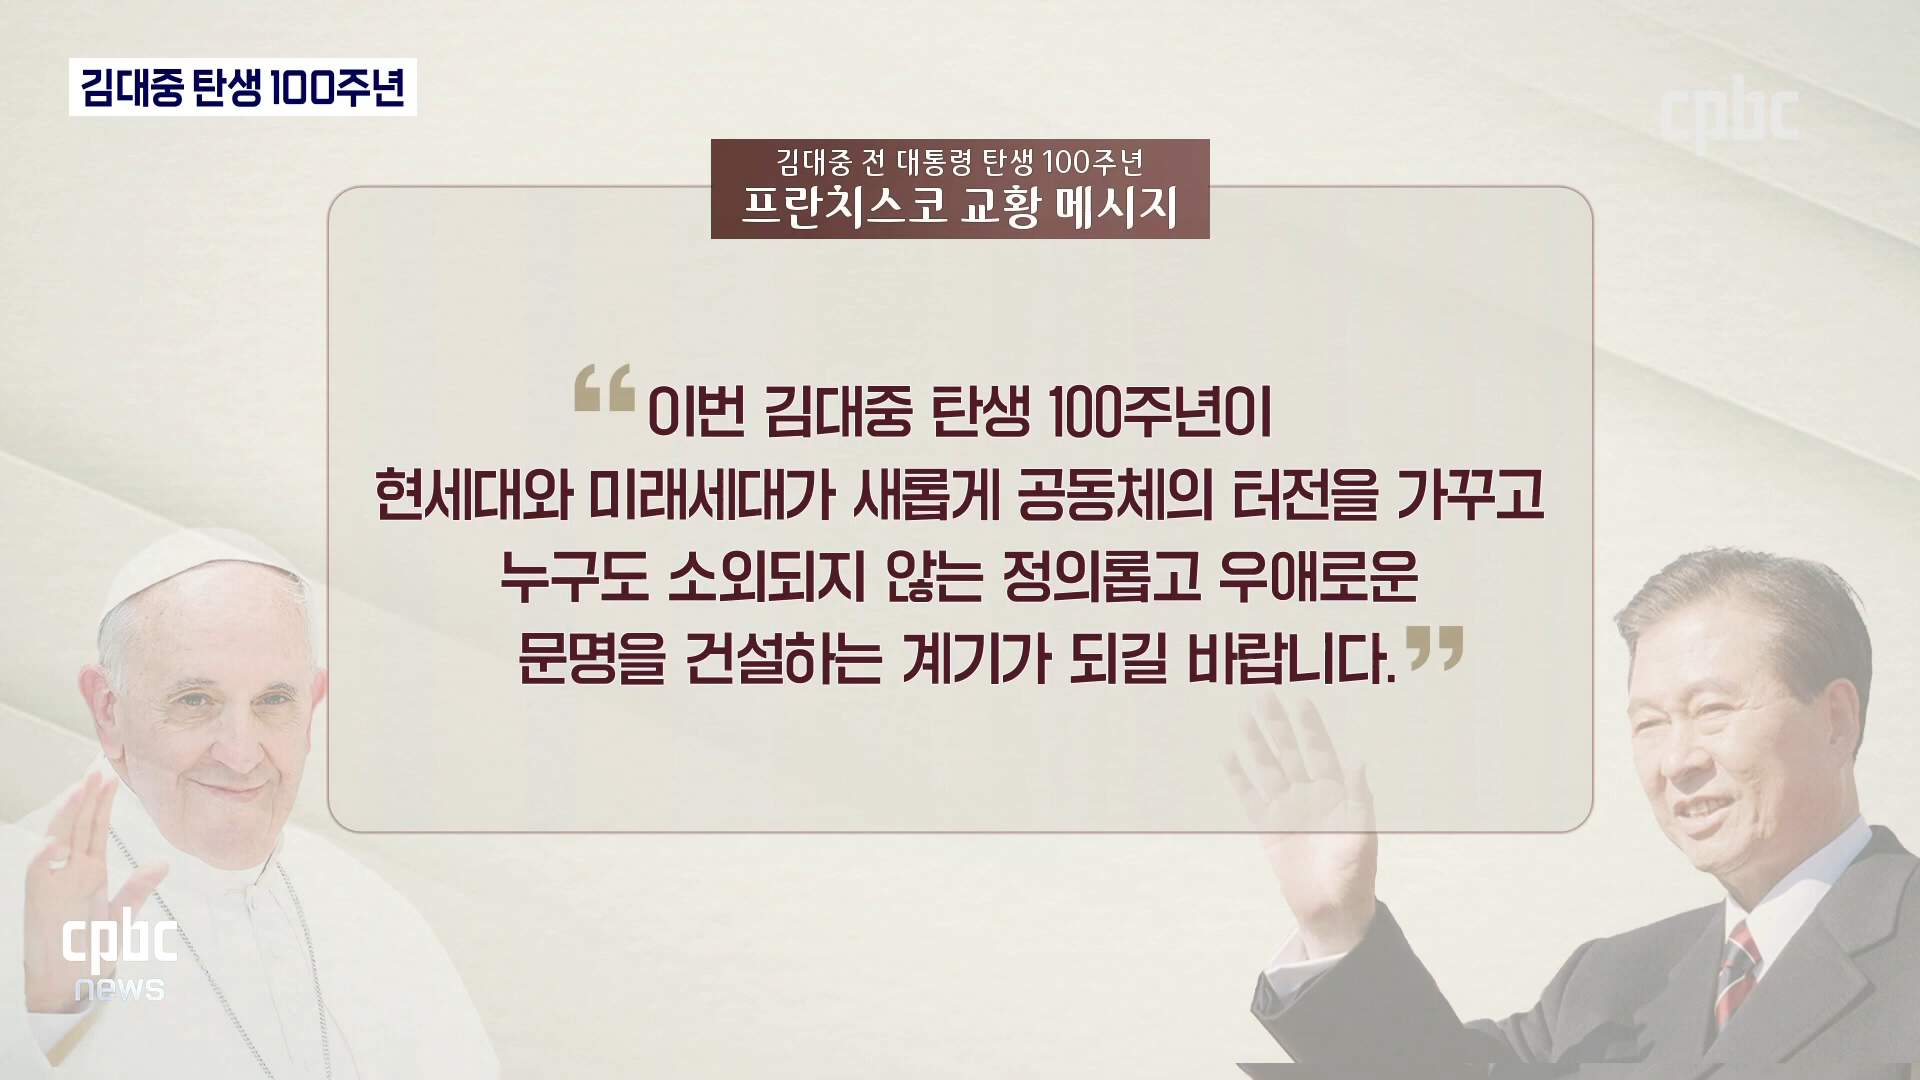 김대중 탄생 100주년
cpbc
김대중 전 대통령 탄생 100주년
프란치스코 교황 메시지
“이번 김대중 탄생 100주년이
현세대와 미래세대가 새롭게 공동체의 터전을 가꾸고
누구도 소외되지 않는 정의롭고 우애로운
문명을 건설하는 계기가 되길 바랍니다.”
cpbc
news